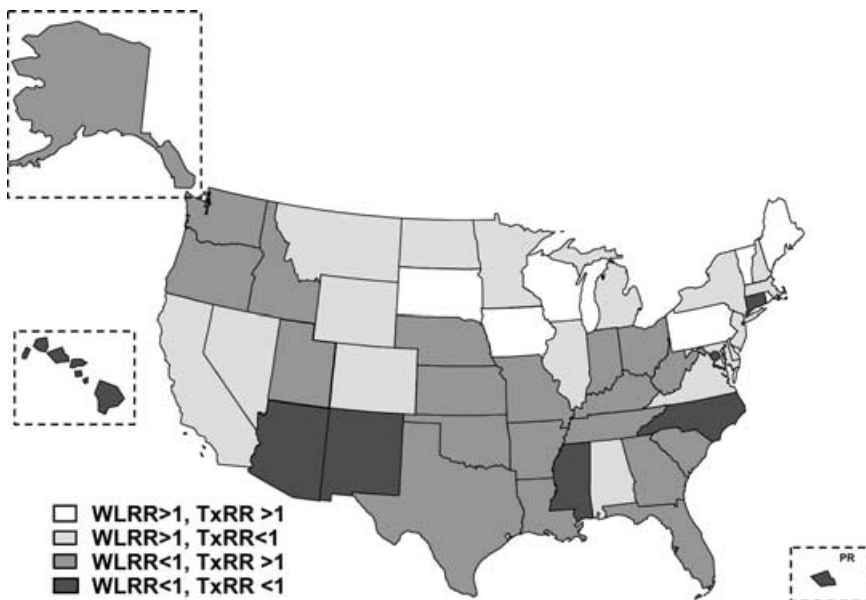 WLRR>1, TxRR >1
WLRR>1, TxRR<1
WLRR<1, TxRR >1
WLRR<1, TxRR <1
PR